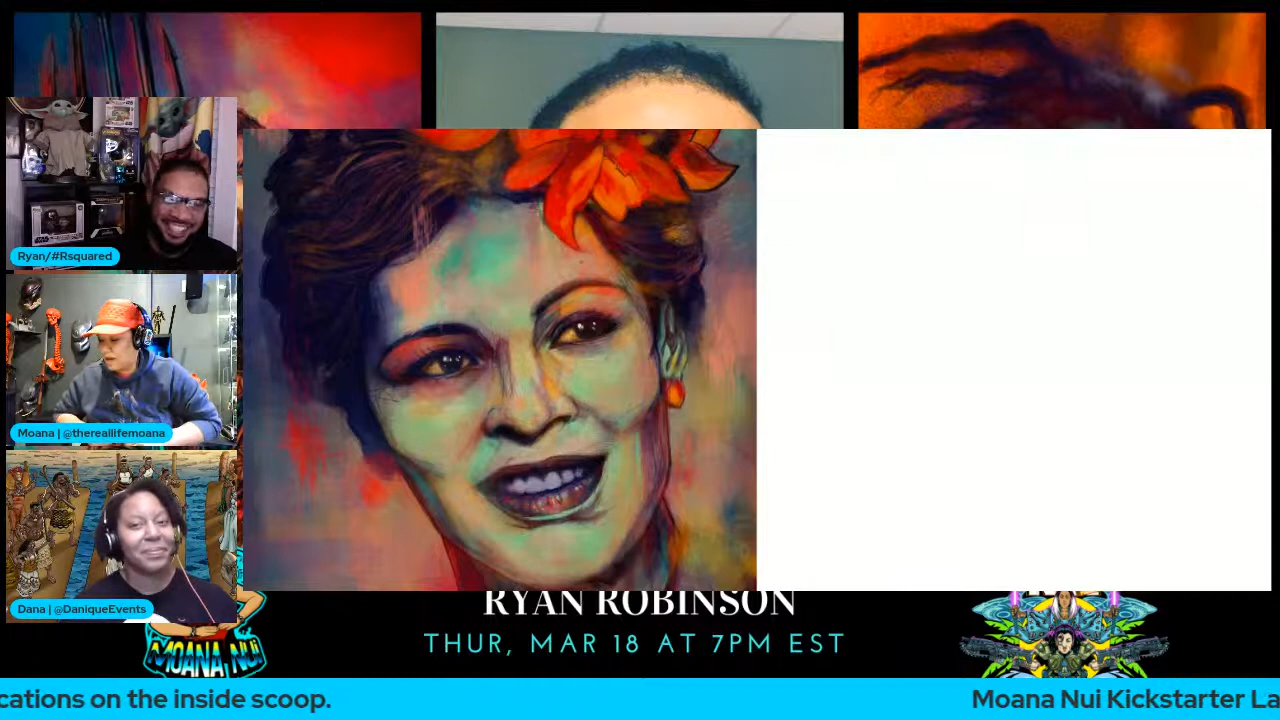 Ryan/#Rsquared
Moana | @thereallifemoana
Dana | @DaniqueEvents
RYAN ROBINSON
THUR, MAR 18 AT 7PM EST
MOANA NUI
cations on the inside scoop.
Moana Nui Kickstarter La